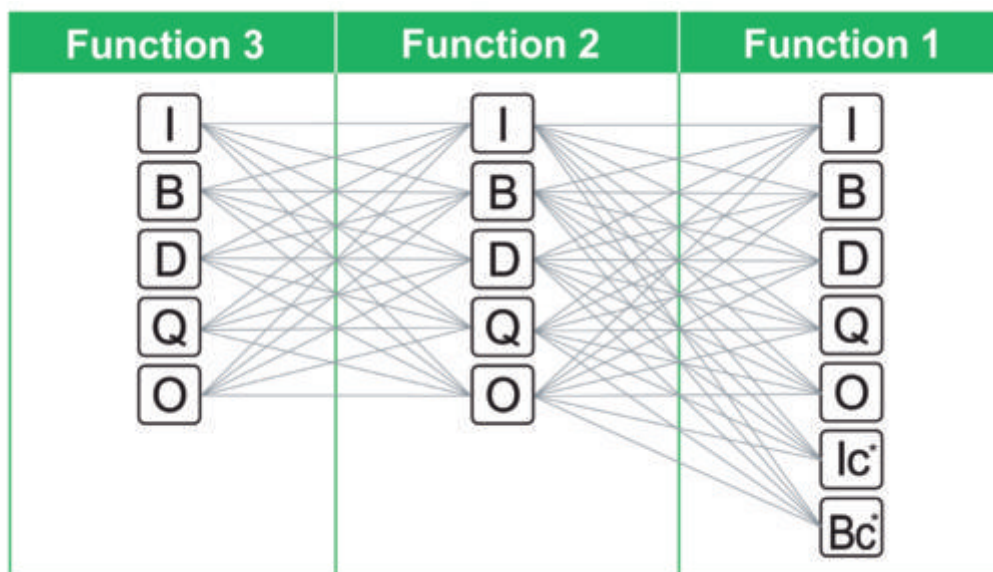 Function 3 Function 2 Function 1
I I I
B B B
D D D
Q Q Q
O O O
Ic*
Bc*